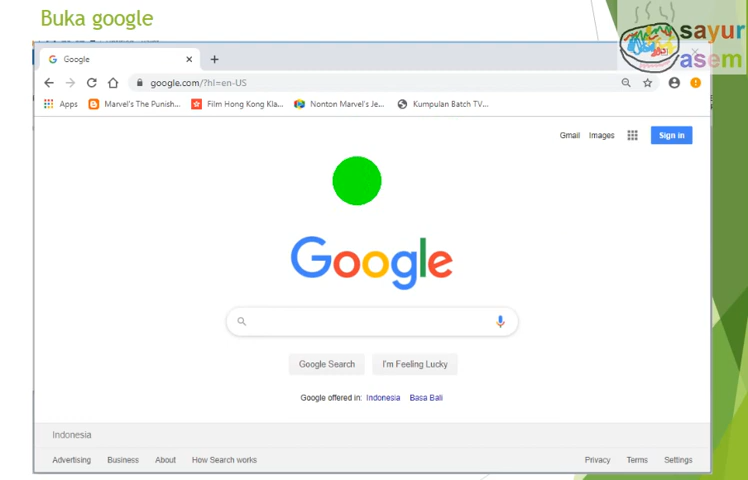 Buka google
sayur
asem
Google
google.com/?hl=en-US
Apps
Marvel's The Punish...
Film Hong Kong Kla...
Nonton Marvel's Je...
Kumpulan Batch TV...
Gmail Images
Sign in
Google
Google Search
I'm Feeling Lucky
Google offered in: Indonesia Basa Bali
Indonesia
Advertising Business About How Search works Privacy Terms Settings